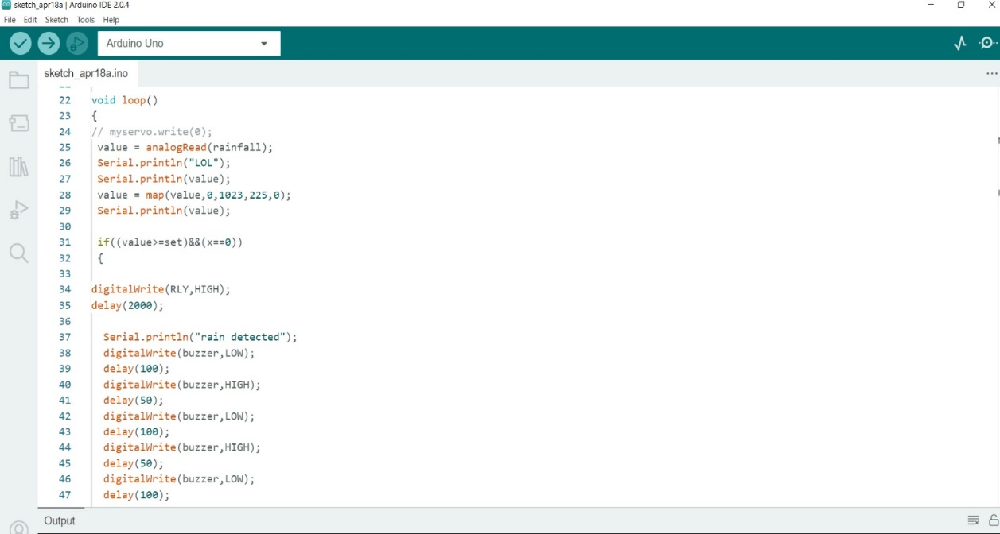 sketch_apr18a | Arduino IDE 2.0.4
File Edit Sketch Tools Help
Arduino Uno
sketch_apr18a.ino
22 void loop()
23 {
24 // myservo.write(0);
25 value = analogRead(rainfall);
26 Serial.println("LOL");
27 Serial.println(value);
28 value = map(value,0,1023,225,0);
29 Serial.println(value);
30
31 if((value>=set)&&(x==0))
32 {
33
34 digitalWrite(RLY,HIGH);
35 delay(2000);
36
37 Serial.println("rain detected");
38 digitalWrite(buzzer,LOW);
39 delay(100);
40 digitalWrite(buzzer,HIGH);
41 delay(50);
42 digitalWrite(buzzer,LOW);
43 delay(100);
44 digitalWrite(buzzer,HIGH);
45 delay(50);
46 digitalWrite(buzzer,LOW);
47 delay(100);
Output